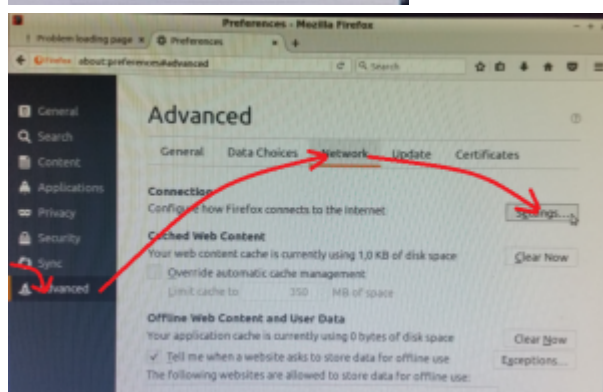 Preferences - Mozilla Firefox
! Problem loading page × Preferences × +
Firefox about:preferences#advanced Search
General
Search
Content
Applications
Privacy
Security
Sync
Advanced
Advanced
General Data Choices Network Update Certificates
Connection
Configure how Firefox connects to the Internet Settings...
Cached Web Content
Your web content cache is currently using 1,0 KB of disk space Clear Now
Override automatic cache management
Limit cache to 350 MB of space
Offline Web Content and User Data
Your application cache is currently using 0 bytes of disk space Clear Now
Tell me when a website asks to store data for offline use Exceptions...
The following websites are allowed to store data for offline use: